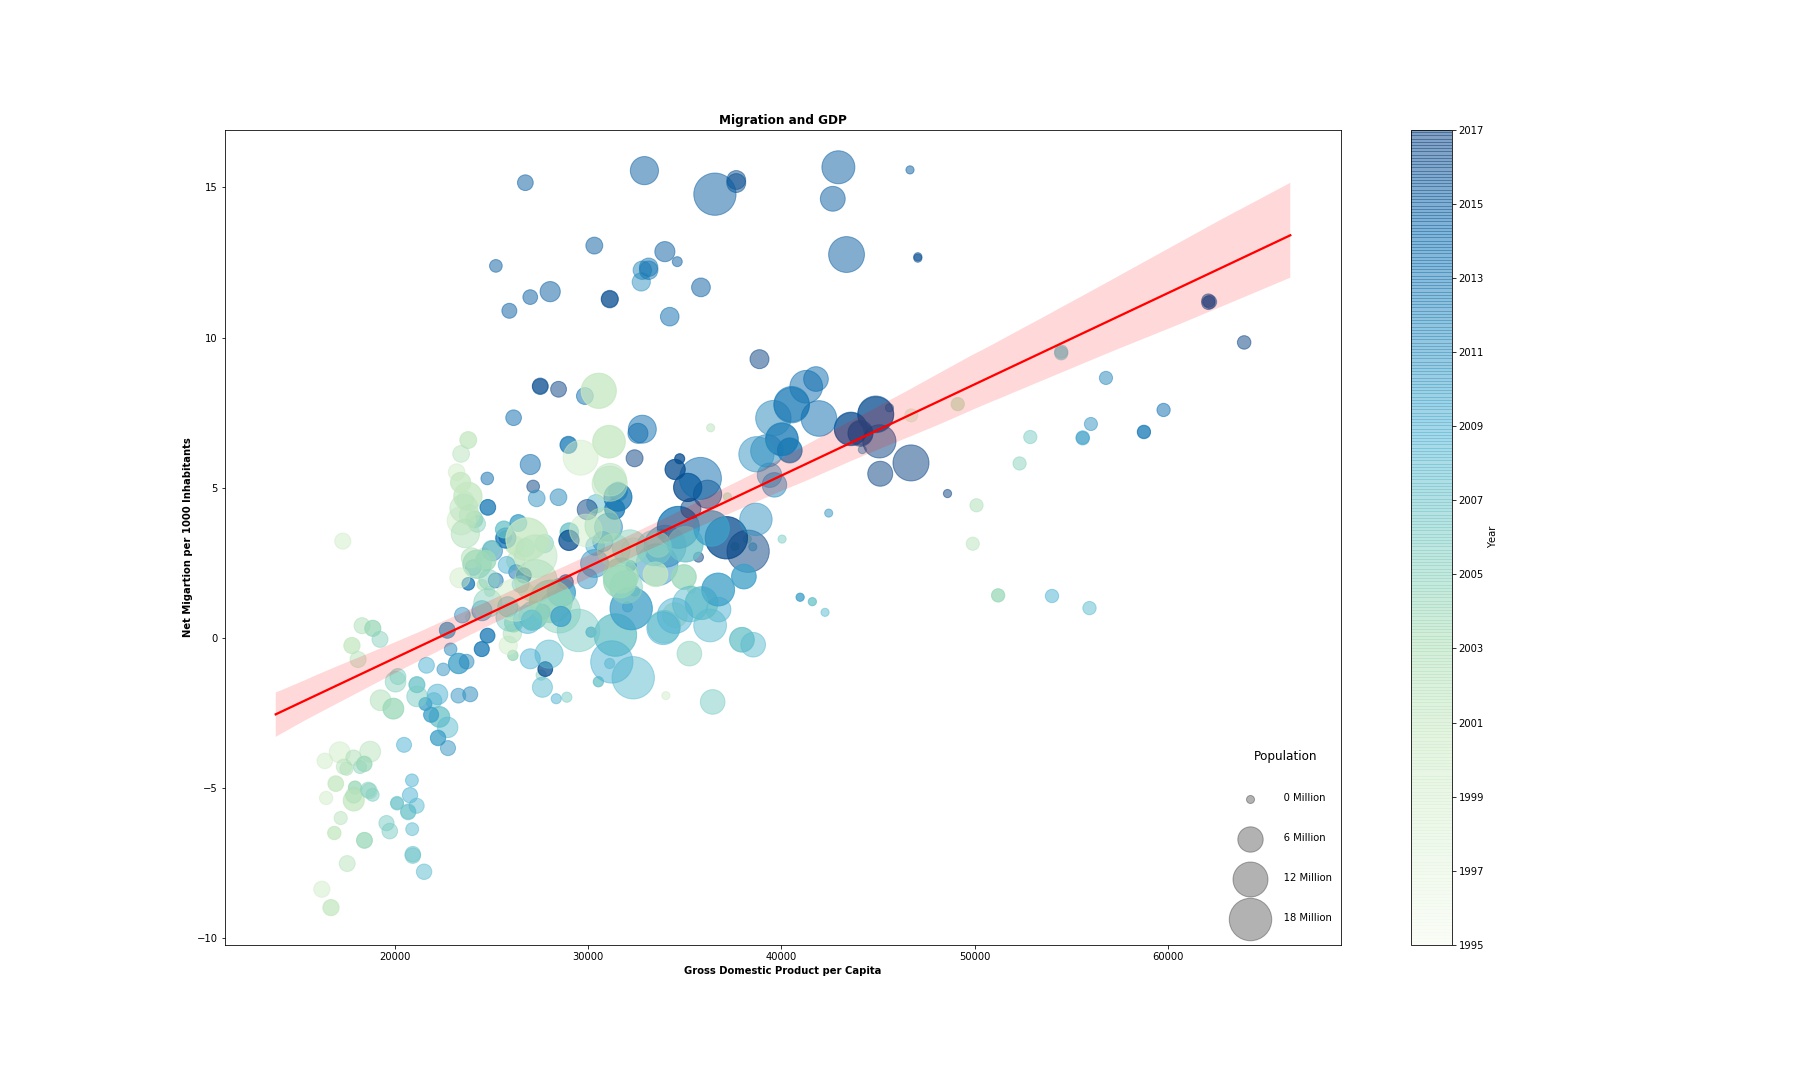 Migration and GDP
Net Migartion per 1000 Inhabitants
15
10
5
0
−5
−10
20000
30000
40000
50000
60000
Gross Domestic Product per Capita
Population
0 Million
6 Million
12 Million
18 Million
2017
2015
2013
2011
2009
2007
2005
2003
2001
1999
1997
1995
Year